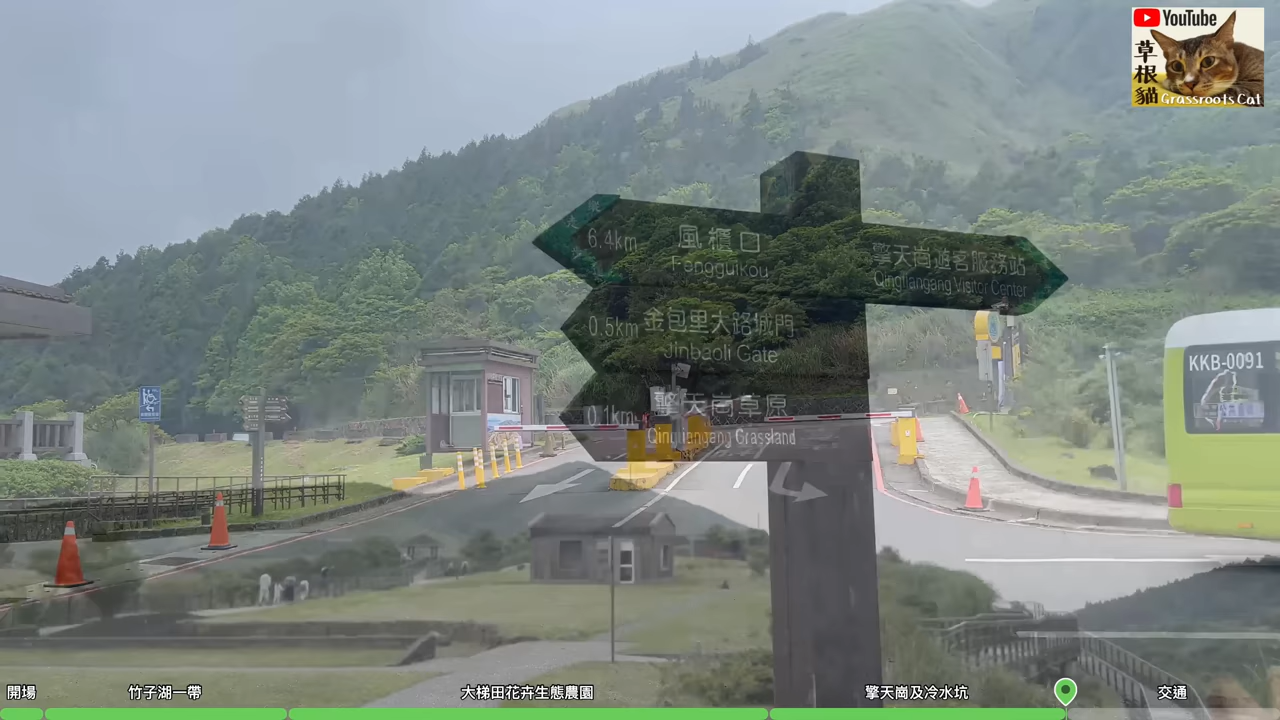 YouTube
草根貓
GrassrootsCat
6.4km 風櫃口
Fengguikou
擎天崗遊客服務站
Qingtiangang Visitor Center
0.5km 金包里大路城門
Jinbaoli Gate
0.1km 擎天崗草原
Qingtiangang Grassland
KKB-0091
開場
竹子湖一帶
大梯田花卉生態農園
擎天崗及冷水坑
交通